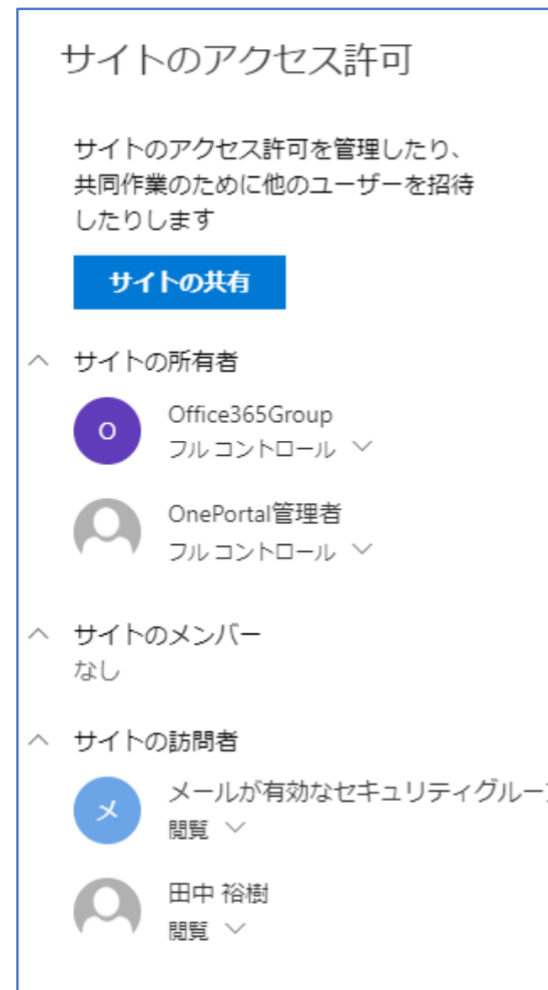 サイトのアクセス許可
サイトのアクセス許可を管理したり、
共同作業のために他のユーザーを招待
したりします
サイトの共有
サイトの所有者
O
Office365Group
フル コントロール
OnePortal管理者
フル コントロール
サイトのメンバー
なし
サイトの訪問者
メ
メールが有効なセキュリティグルー
閲覧
田中 裕樹
閲覧